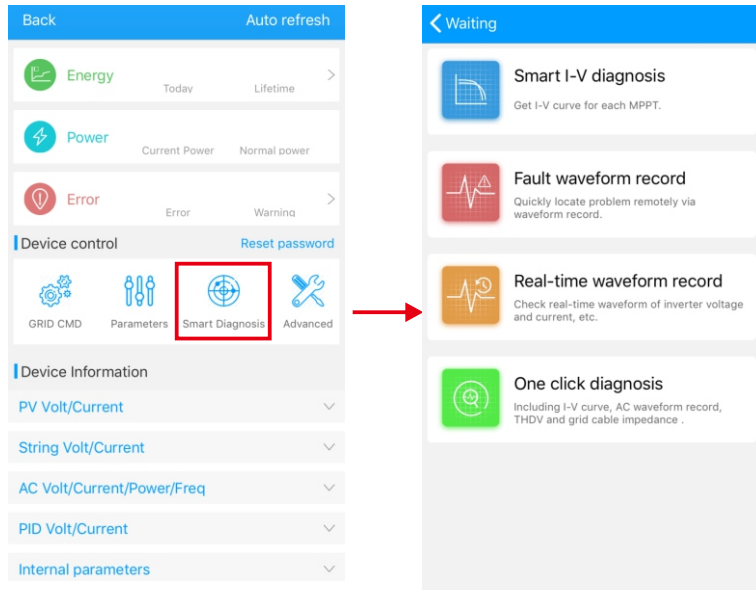 Back
Auto refresh
Energy
Today
Lifetime
Power
Current Power
Normal power
Error
Error
Warning
Device control
Reset password
GRID CMD
Parameters
Smart Diagnosis
Advanced
Device Information
PV Volt/Current
String Volt/Current
AC Volt/Current/Power/Freq
PID Volt/Current
Internal parameters
Waiting
Smart I-V diagnosis
Get I-V curve for each MPPT.
Fault waveform record
Quickly locate problem remotely via
waveform record.
Real-time waveform record
Check real-time waveform of inverter voltage
and current, etc.
One click diagnosis
Including I-V curve, AC waveform record,
THDV and grid cable impedance .